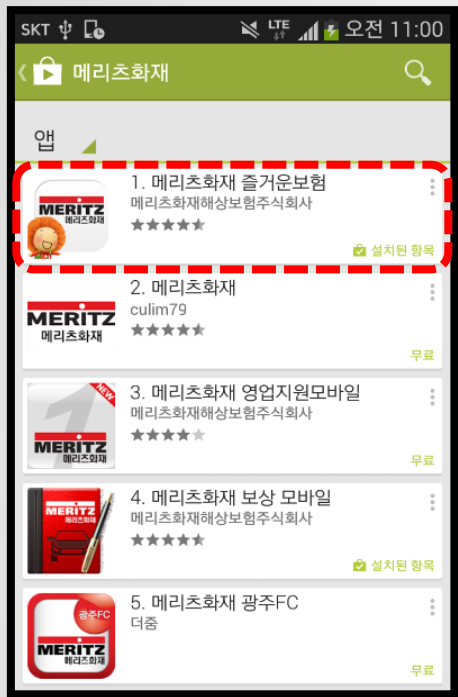 SKT LTE 오전 11:00
메리츠화재
앱
MERITZ
메리츠화재
1. 메리츠화재 즐거운보험
메리츠화재해상보험주식회사
설치된 항목
MERITZ
메리츠화재
2. 메리츠화재
culim79
무료
NEW
1
MERITZ
메리츠화재
3. 메리츠화재 영업지원모바일
메리츠화재해상보험주식회사
무료
MERITZ
메리츠화재
4. 메리츠화재 보상 모바일
메리츠화재해상보험주식회사
설치된 항목
광주FC
MERITZ
메리츠화재
5. 메리츠화재 광주FC
더줌
무료